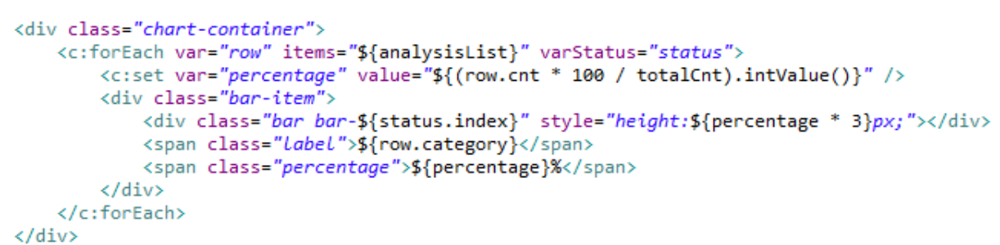 <div class="chart-container">
    <c:forEach var="row" items="${analysisList}" varStatus="status">
        <c:set var="percentage" value="${(row.cnt * 100 / totalCnt).intValue()}" />
        <div class="bar-item">
            <div class="bar bar-${status.index}" style="height:${percentage * 3}px;"></div>
            <span class="label">${row.category}</span>
            <span class="percentage">${percentage}%</span>
        </div>
    </c:forEach>
</div>